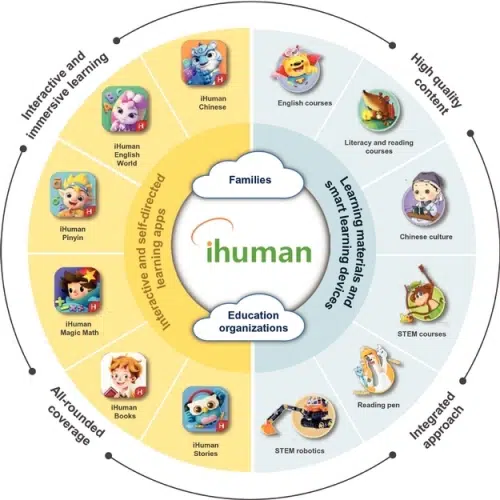 Interactive and
immersive learning
High quality
content
iHuman
Chinese
English courses
iHuman
English
World
Literacy and reading
courses
Families
iHuman
Pinyin
Interactive and self-directed
learning apps
ihuman
Learning materials and
smart learning devices
Chinese culture
iHuman
Magic Math
Education
organizations
STEM courses
iHuman
Books
Reading pen
iHuman
Stories
STEM robotics
All-rounded
coverage
Integrated
approach
H
H
H
H
H
H